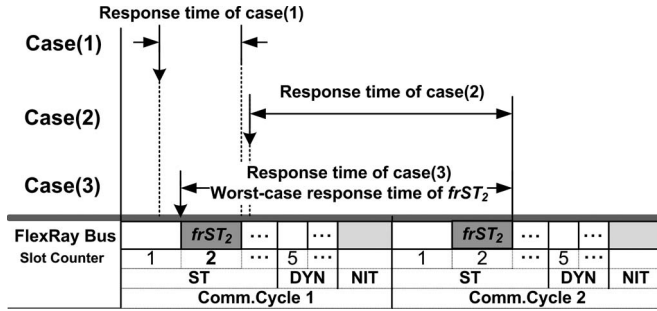 Response time of case(1)
Case(1)
Case(2)
Response time of case(2)
Case(3)
Response time of case(3)
Worst-case response time of frST2
FlexRay Bus frST2 ... ... frST2 ... ...
Slot Counter 1 2 ... 5 ... 1 2 ... 5 ...
ST DYN NIT ST DYN NIT
Comm.Cycle 1 Comm.Cycle 2